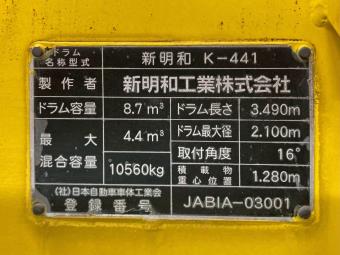 ドラム名称型式 新明和 K-441
製作者 新明和工業株式会社
ドラム容量 8.7m³ ドラム長さ 3.490m
最大混合容量 4.4m³ ドラム最大径 2.100m
10560kg 取付角度 16°
積載物重心位置 1.280m
(社)日本自動車車体工業会
登録番号 JABIA-03001